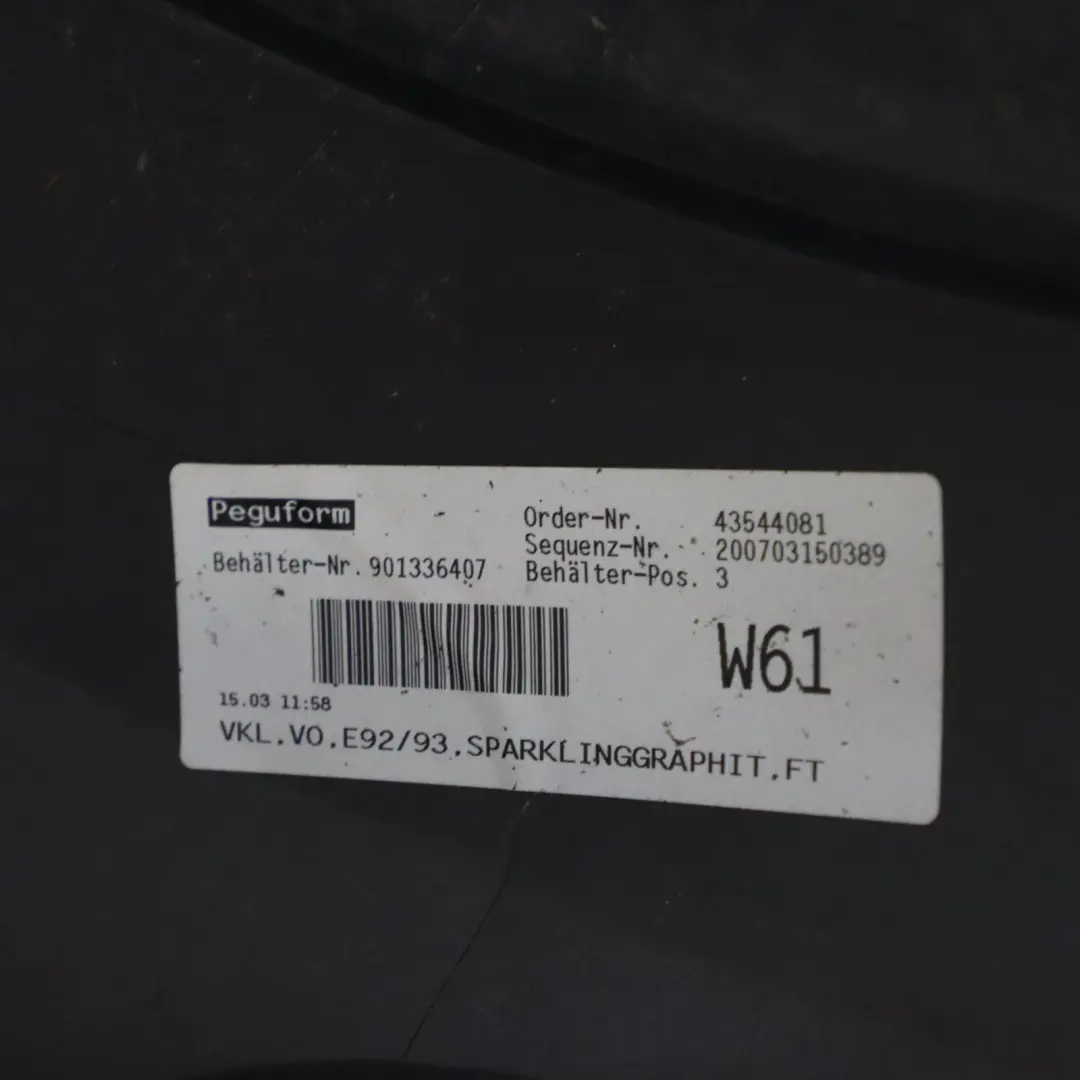 Peguform
Order-Nr. 43544081
Sequenz-Nr. 200703150389
Behälter-Nr. 901336407
Behälter-Pos. 3
W61
15.03 11:58
VKL.VO.E92/93.SPARKLINGGRAPHIT.FT